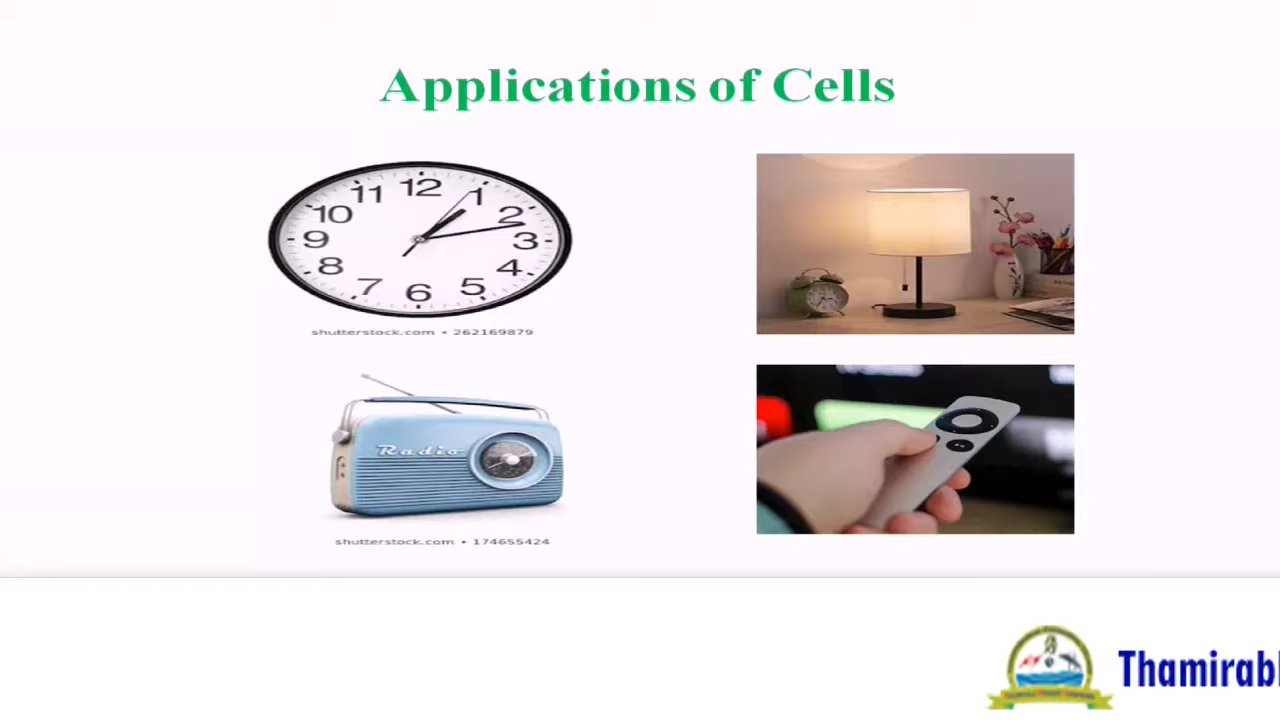 Applications of Cells
11 12 1
10 2
9 3
8 4
7 6 5
shutterstock.com • 262169879
Radio
shutterstock.com • 174655424
Thamirabl